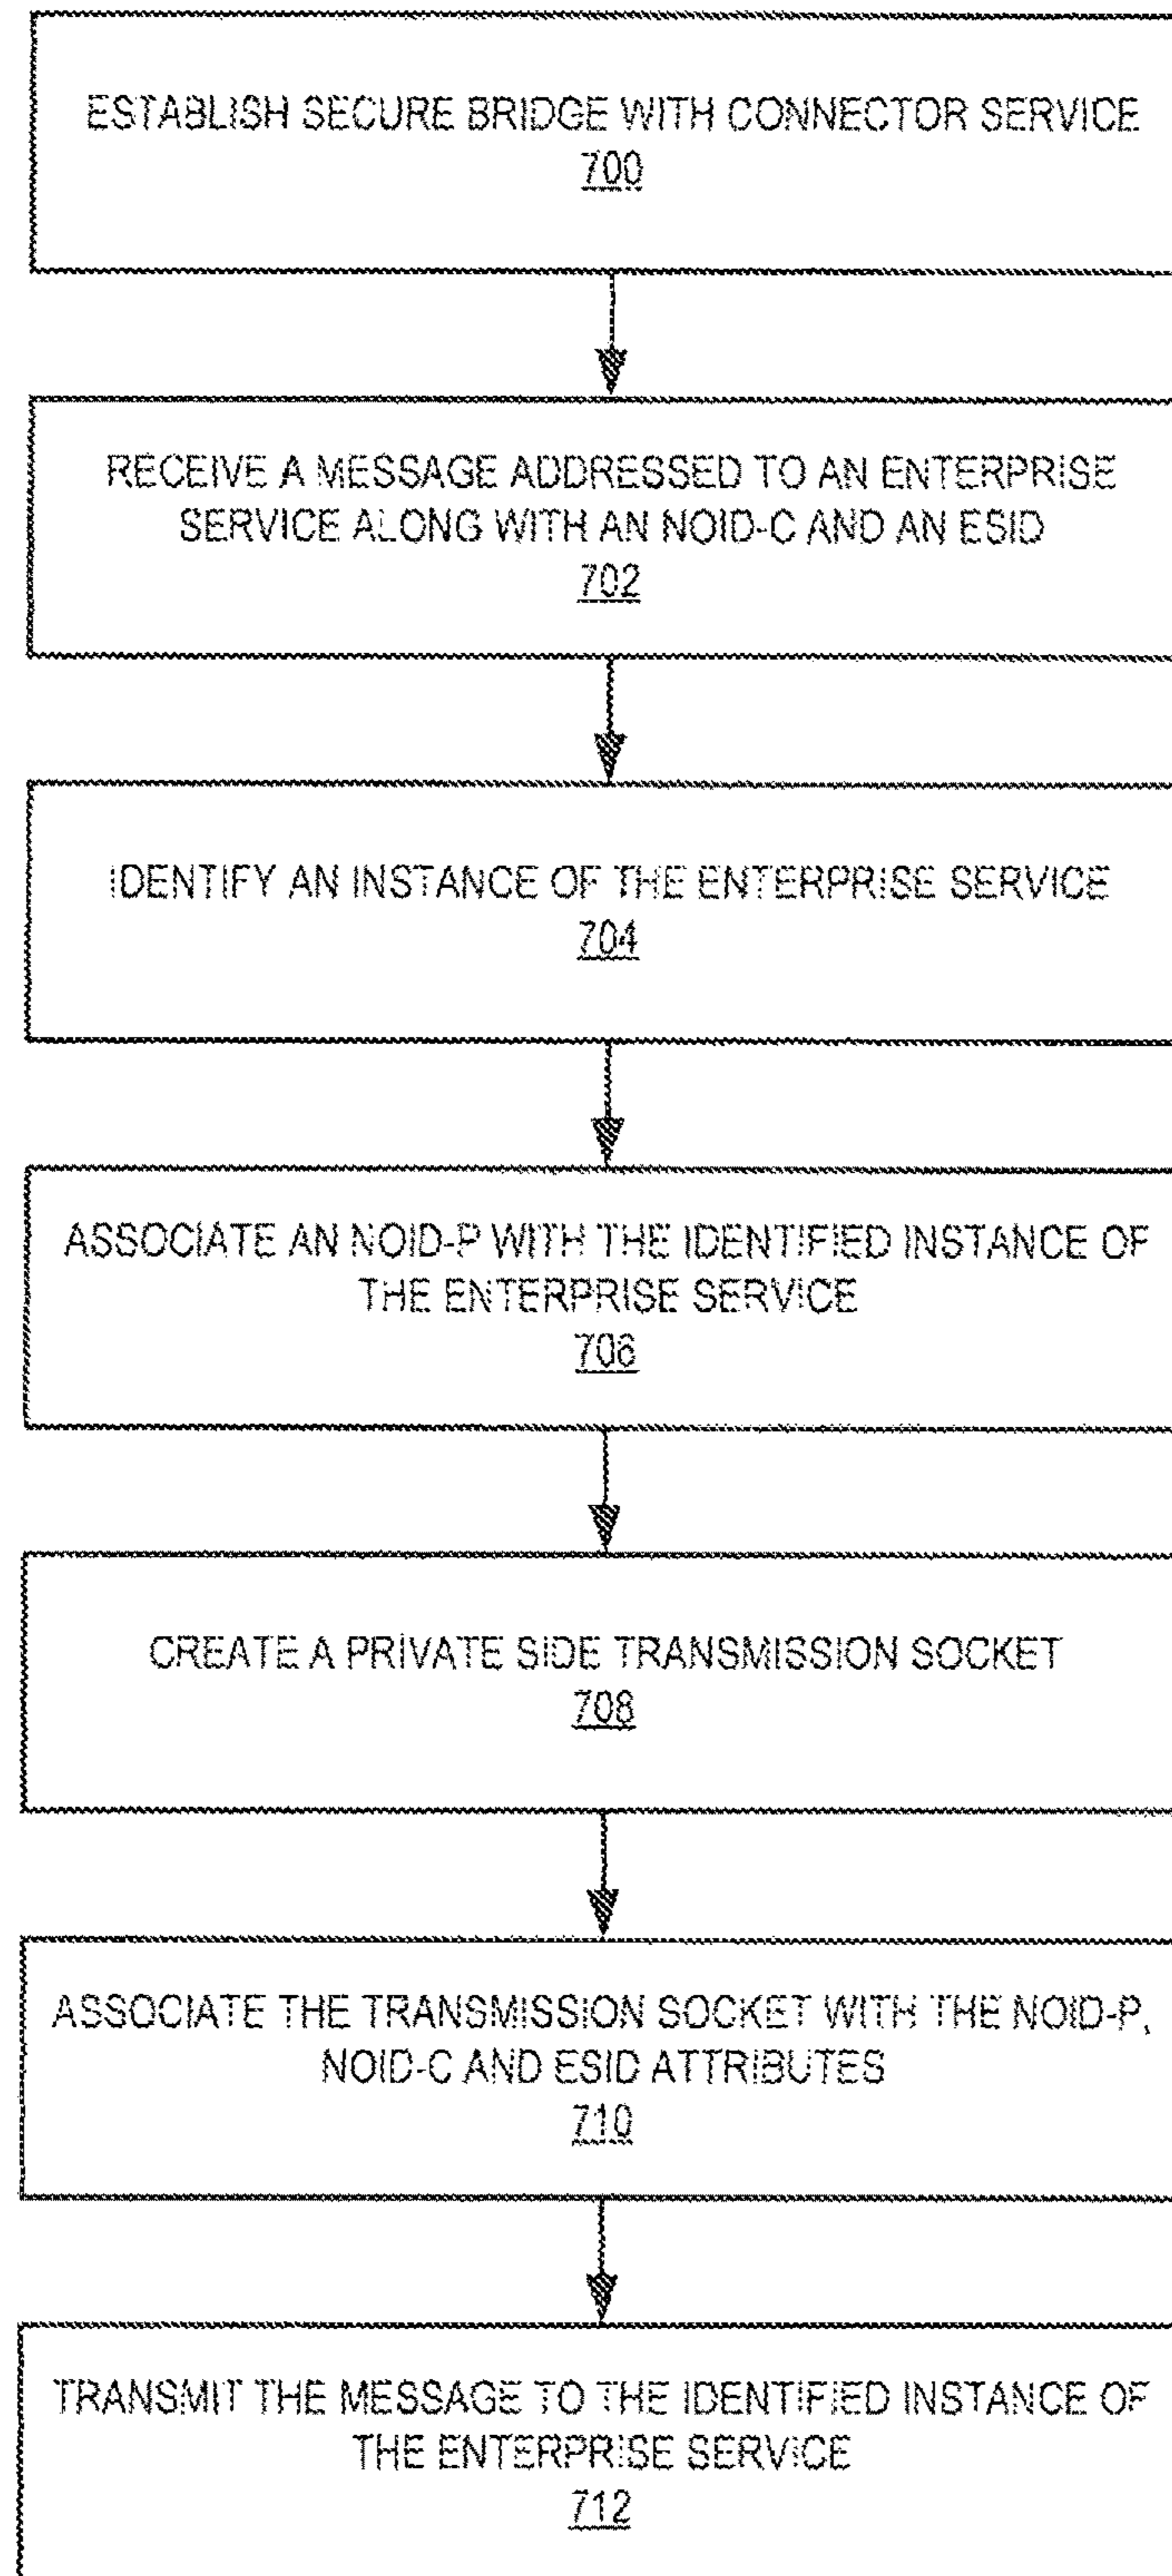 ESTABLISH SECURE BRIDGE WITH CONNECTOR SERVICE
700
RECEIVE A MESSAGE ADDRESSED TO AN ENTERPRISE
SERVICE ALONG WITH AN NOID-C AND AN ESID
702
IDENTIFY AN INSTANCE OF THE ENTERPRISE SERVICE
704
ASSOCIATE AN NOID-P WITH THE IDENTIFIED INSTANCE OF
THE ENTERPRISE SERVICE
706
CREATE A PRIVATE SIDE TRANSMISSION SOCKET
708
ASSOCIATE THE TRANSMISSION SOCKET WITH THE NOID-P,
NOID-C AND ESID ATTRIBUTES
710
TRANSMIT THE MESSAGE TO THE IDENTIFIED INSTANCE OF
THE ENTERPRISE SERVICE
712